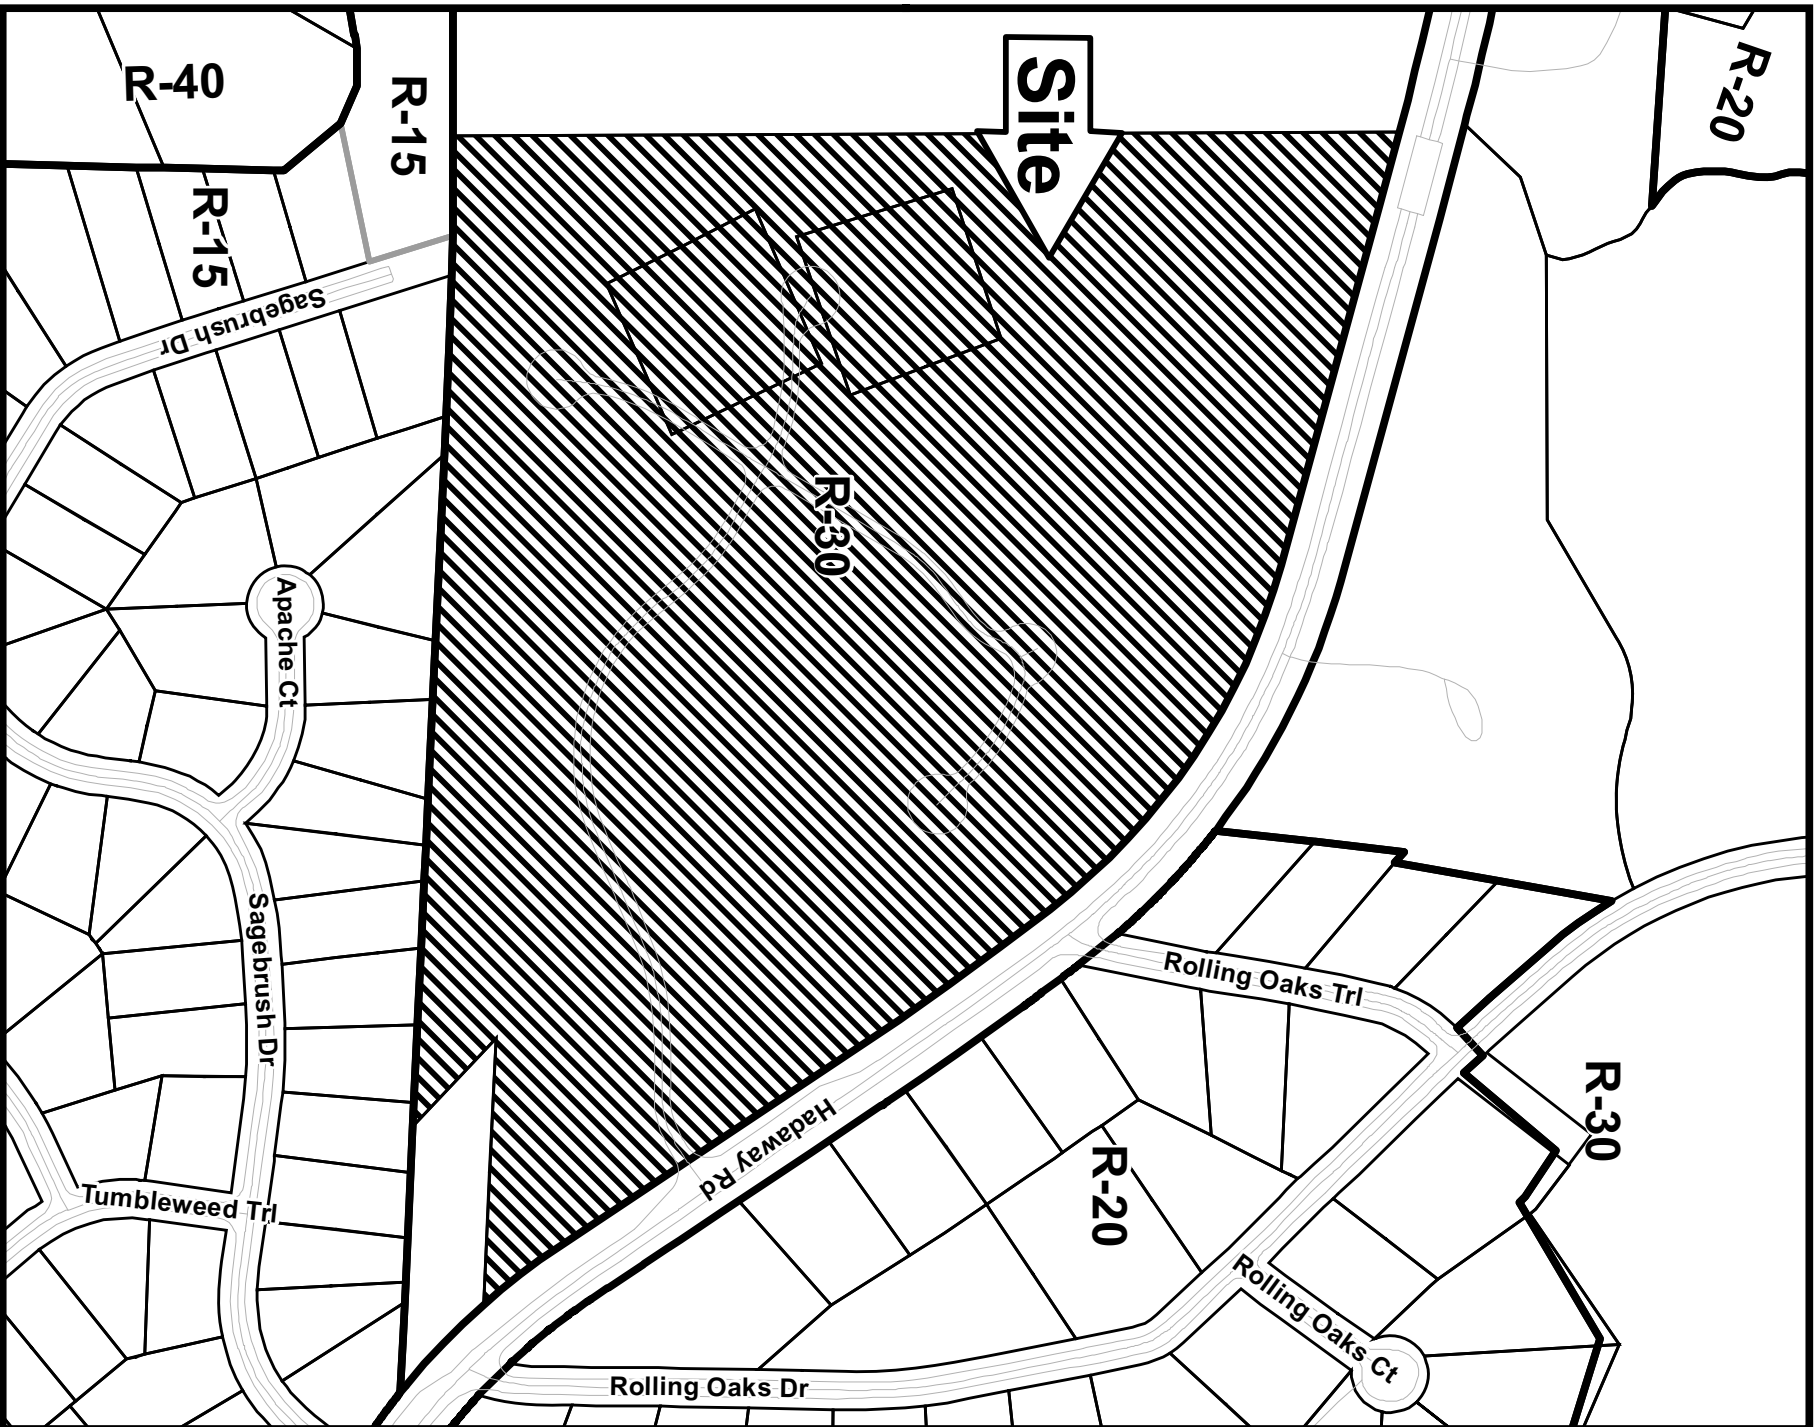 R-40
R-15
Site
R-20
R-15
Sagebrush Dr
R-30
Apache Ct
Sagebrush Dr
Rolling Oaks Trl
R-30
Hadaway Rd
R-20
Tumbleweed Trl
Rolling Oaks Ct
Rolling Oaks Dr